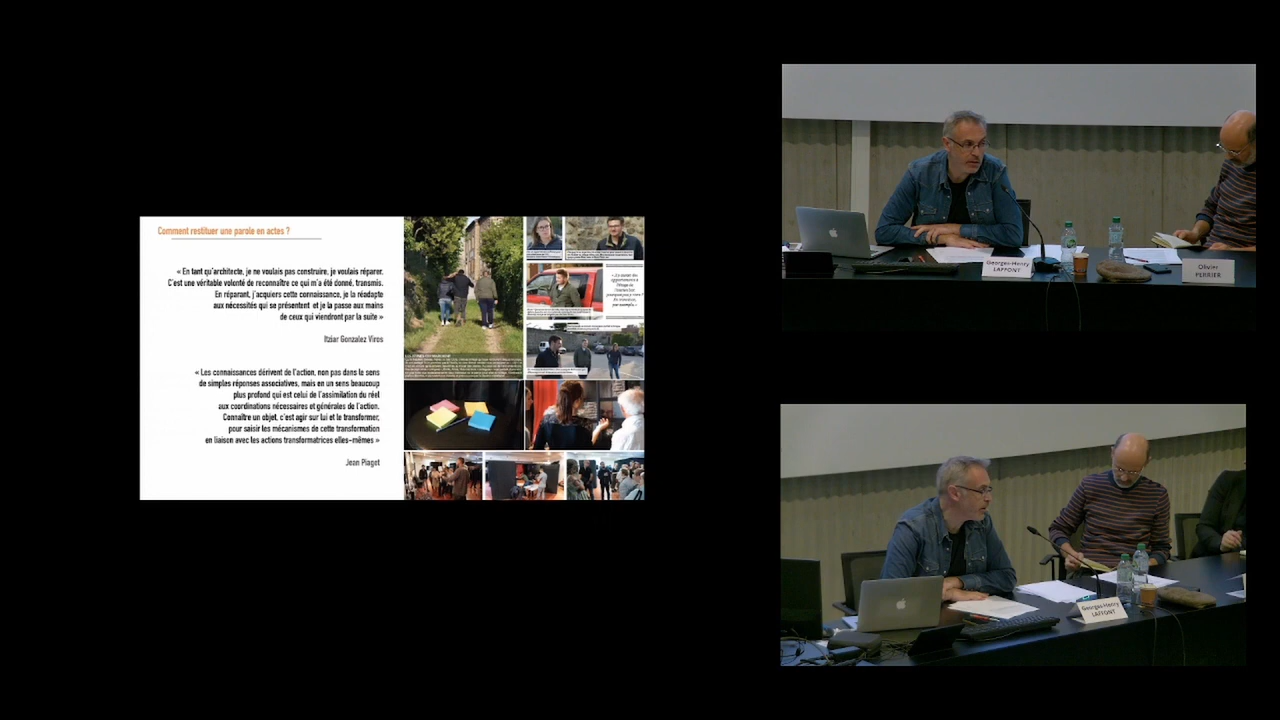 Comment restituer une parole en actes ?
« En tant qu'architecte, je ne voulais pas construire, je voulais réparer.
C'est une véritable volonté de reconnaître ce qui m'a été donné, transmis.
En réparant, j'acquiers cette connaissance, je la réadapte
aux nécessités qui se présentent et je la passe aux mains
de ceux qui viendront par la suite »
Itziar Gonzalez Viros
« Les connaissances dérivent de l'action, non pas dans le sens
de simples réponses associatives, mais en un sens beaucoup
plus profond qui est celui de l'assimilation du réel
aux coordinations nécessaires et générales de l'action.
Connaître un objet, c'est agir sur lui et le transformer,
pour saisir les mécanismes de cette transformation
en liaison avec les actions transformatrices elles-mêmes »
Jean Piaget
Georges-Henry
LAFFONT
Olivier
PERRIER
Georges-Henry
LAFFONT